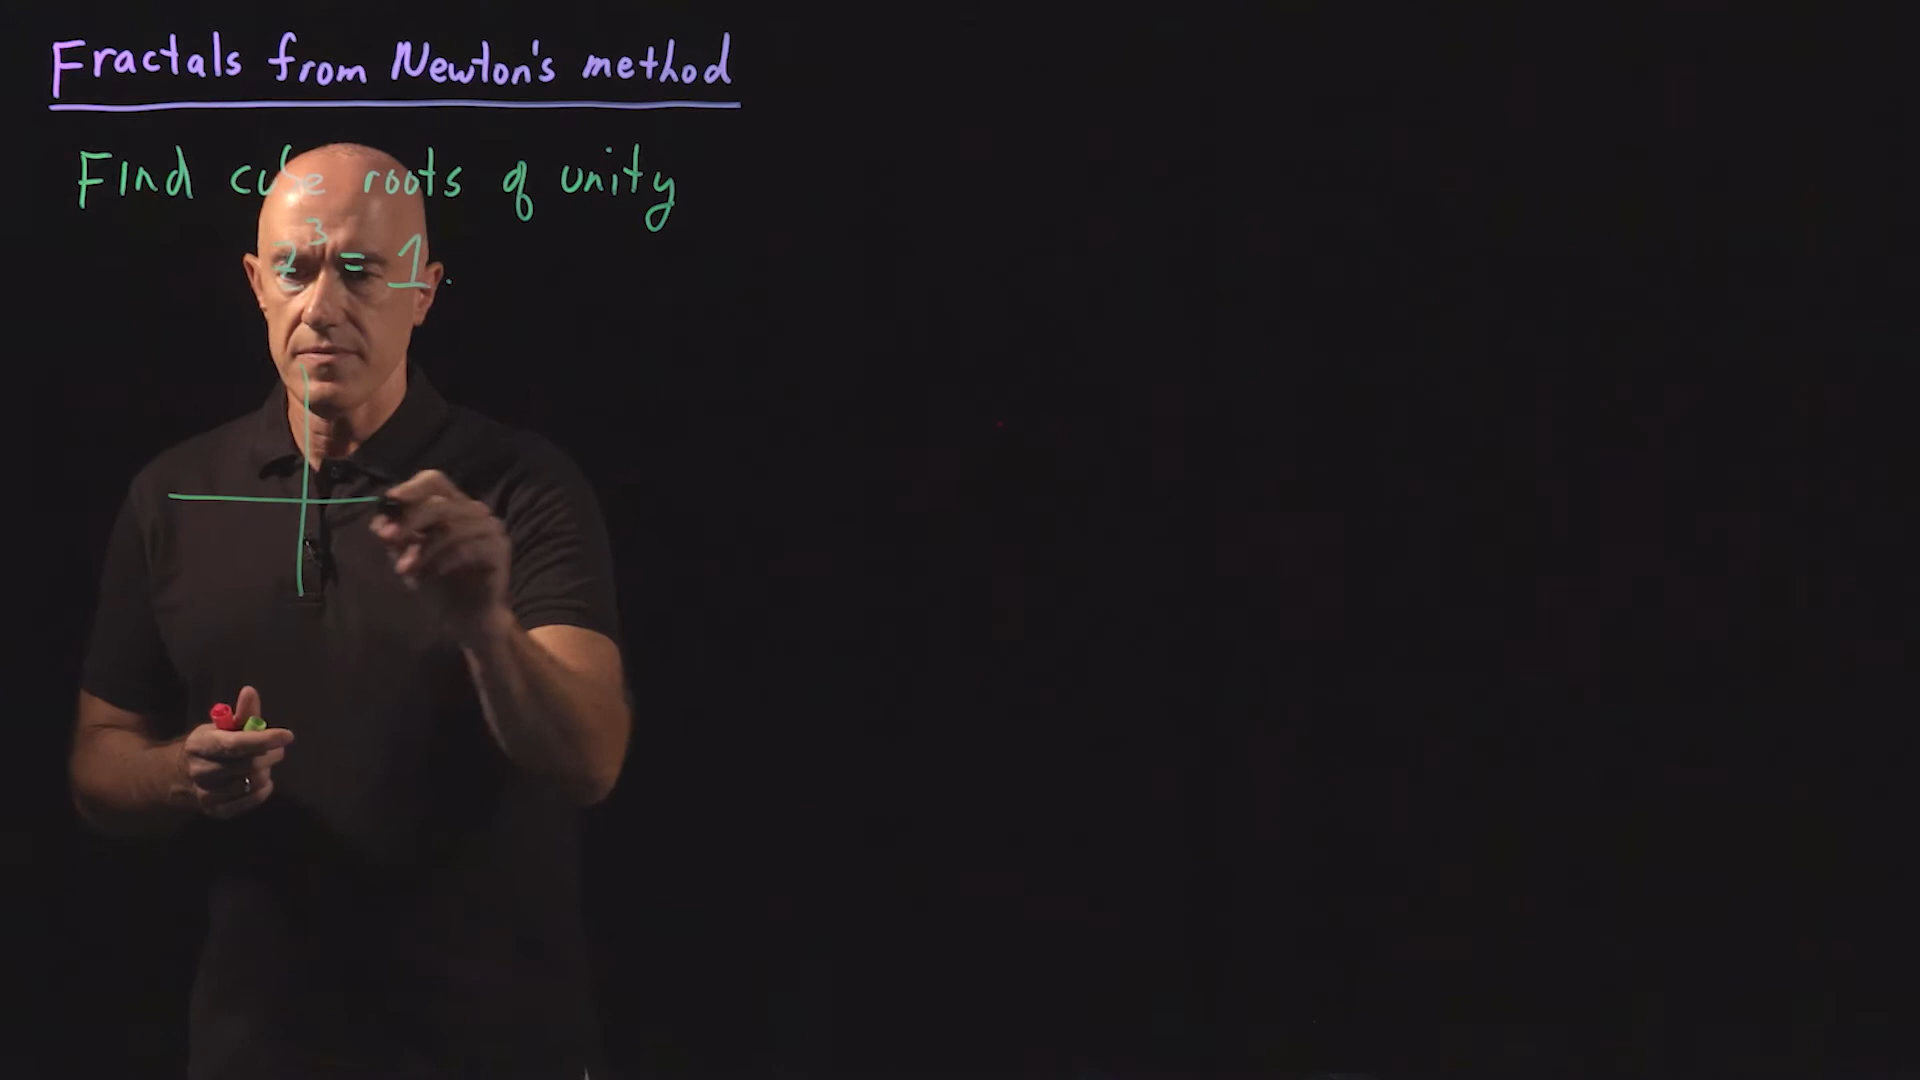 Fractals from Newton's method
Find cube roots of unity
z³ = 1.